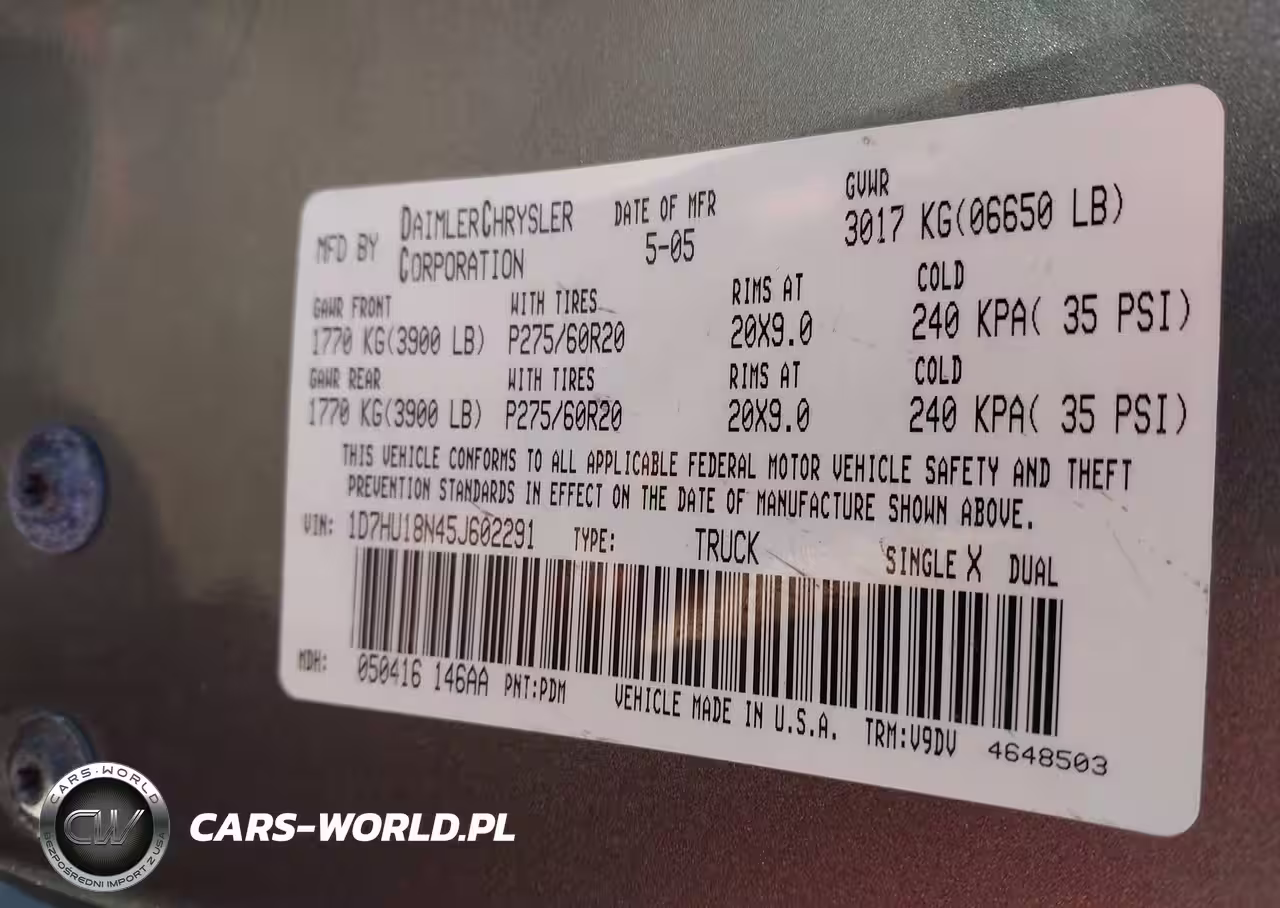 MFD BY DAIMLERCHRYSLER CORPORATION DATE OF MFR 5-05 GVWR 3017 KG(06650 LB)
GAWR FRONT WITH TIRES RIMS AT COLD
1770 KG(3900 LB) P275/60R20 20X9.0 240 KPA( 35 PSI)
GAWR REAR WITH TIRES RIMS AT COLD
1770 KG(3900 LB) P275/60R20 20X9.0 240 KPA( 35 PSI)
THIS VEHICLE CONFORMS TO ALL APPLICABLE FEDERAL MOTOR VEHICLE SAFETY AND THEFT
PREVENTION STANDARDS IN EFFECT ON THE DATE OF MANUFACTURE SHOWN ABOVE.
VIN: 1D7HU18N45J602291 TYPE: TRUCK SINGLE X DUAL
MDH: 050416 146AA PNT:PDM VEHICLE MADE IN U.S.A. TRM:V9DV 4648503
CARS-WORLD
CW
BEZPOŚREDNI IMPORT Z USA
CARS-WORLD.PL